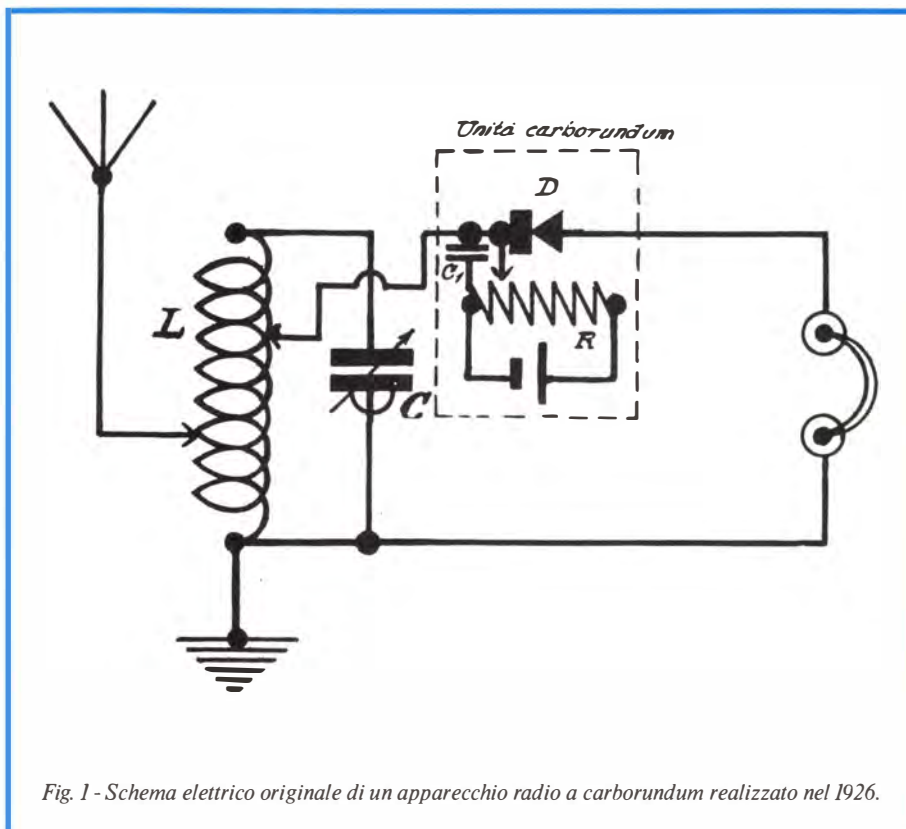 Unità carborundum
D
C1
R
L
C
Fig. 1 - Schema elettrico originale di un apparecchio radio a carborundum realizzato nel 1926.